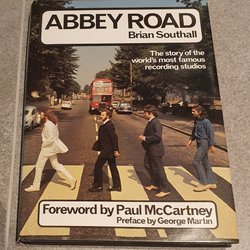 ABBEY ROAD
Brian Southall
The story of the
world's most famous
recording studios
Foreword by Paul McCartney
Preface by George Martin